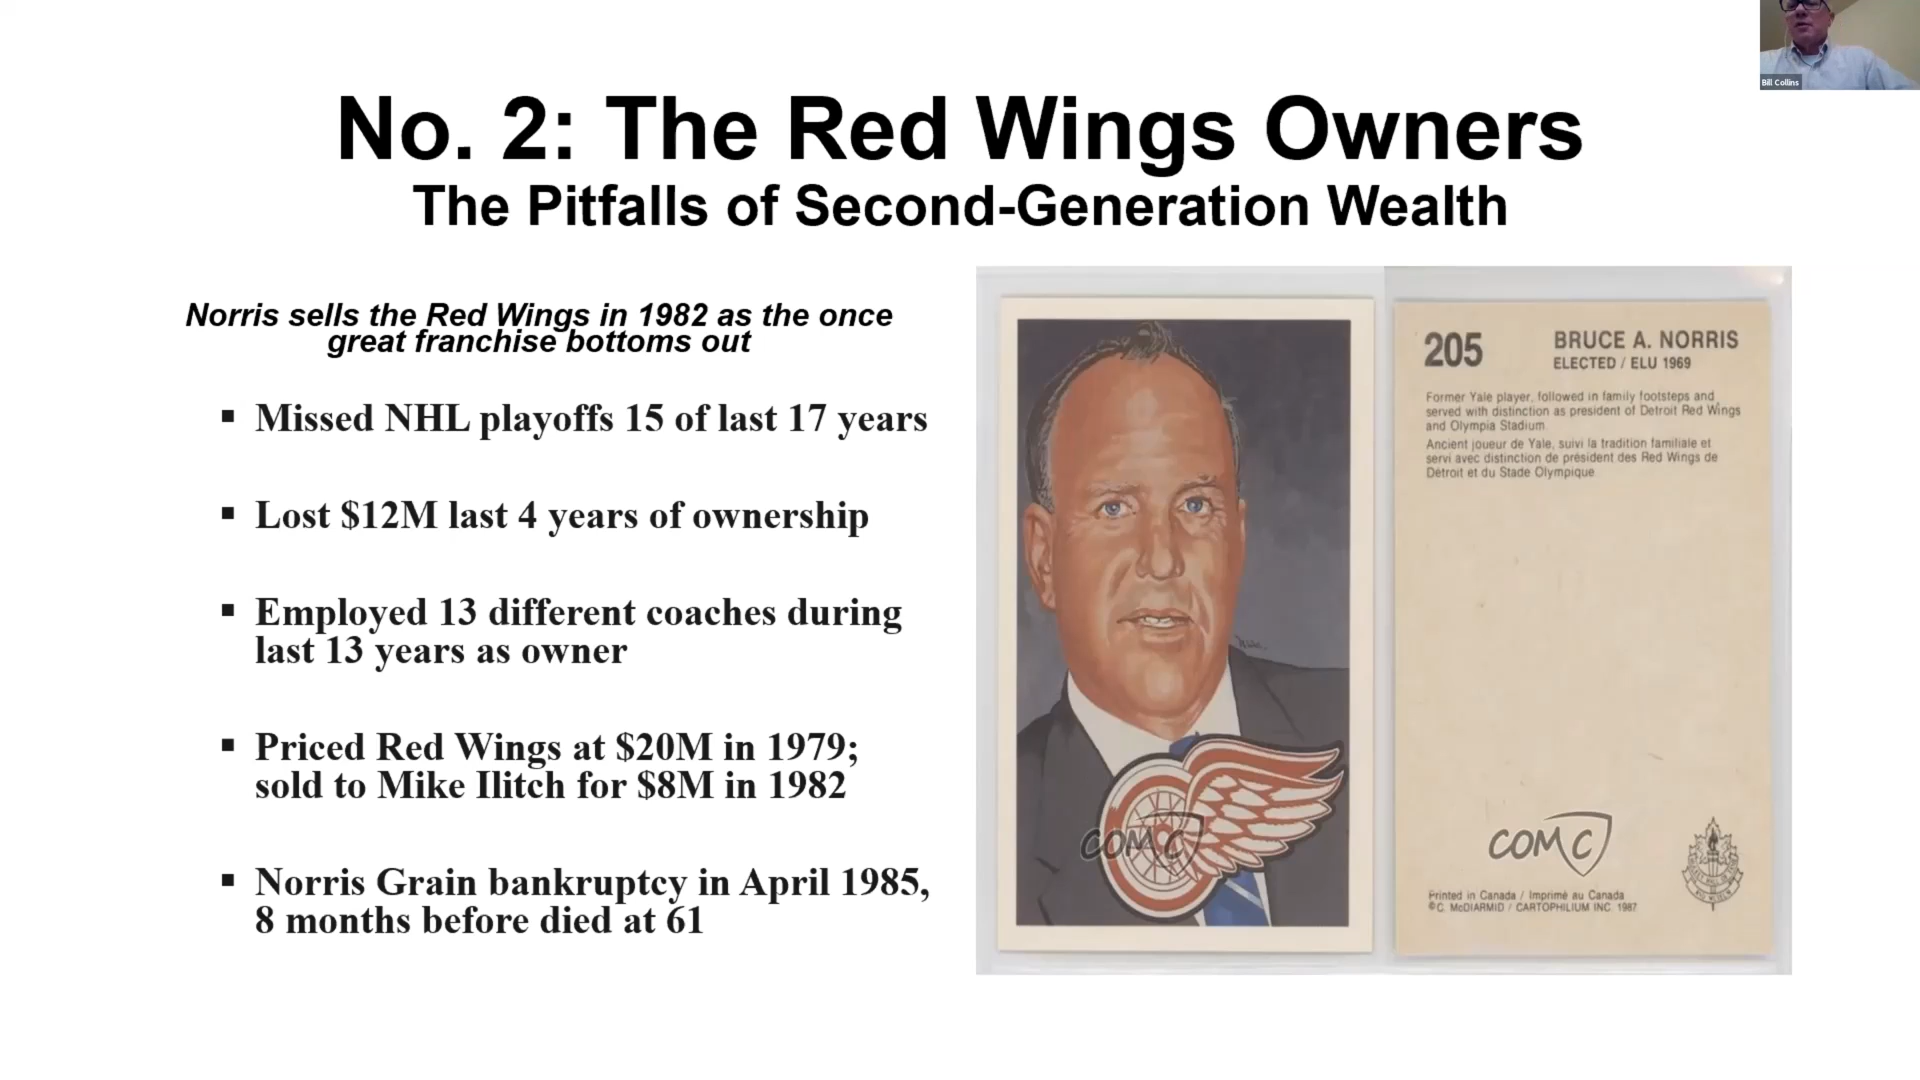 Bill Collins
No. 2: The Red Wings Owners
The Pitfalls of Second-Generation Wealth
Norris sells the Red Wings in 1982 as the once
great franchise bottoms out
▪ Missed NHL playoffs 15 of last 17 years
▪ Lost $12M last 4 years of ownership
▪ Employed 13 different coaches during
last 13 years as owner
▪ Priced Red Wings at $20M in 1979;
sold to Mike Ilitch for $8M in 1982
▪ Norris Grain bankruptcy in April 1985,
8 months before died at 61
COMC
205
BRUCE A. NORRIS
ELECTED / ELU 1969
Former Yale player, followed in family footsteps and
served with distinction as president of Detroit Red Wings
and Olympia Stadium
Ancient joueur de Yale, suivi la tradition familiale et
servi avec distinction de président des Red Wings de
Détroit et du Stade Olympique
COMC
Printed in Canada / Imprimé au Canada
©C. McDIARMID / CARTOPHILIUM INC. 1987